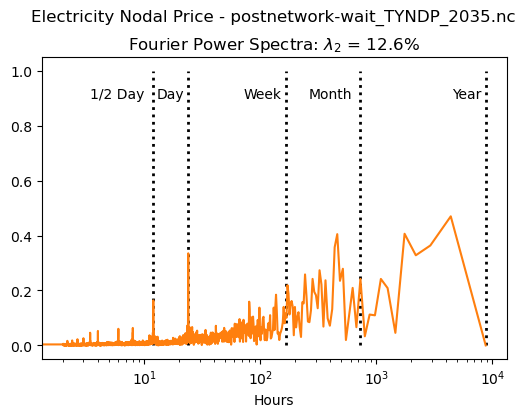 Electricity Nodal Price - postnetwork-wait_TYNDP_2035.nc
Fourier Power Spectra: λ₂ = 12.6%
1.0
1/2 Day Day Week Month Year
0.8
0.6
0.4
0.2
0.0
10¹ 10² 10³ 10⁴
Hours